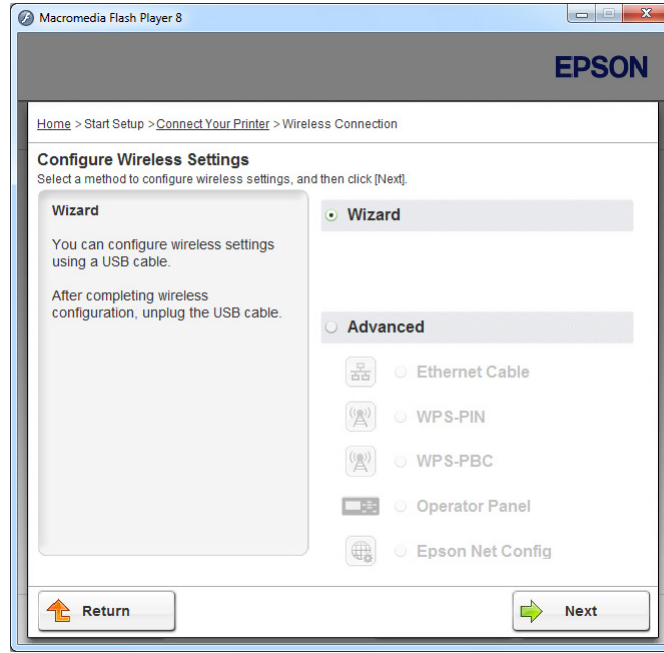 Macromedia Flash Player 8
EPSON
Home > Start Setup > Connect Your Printer > Wireless Connection
Configure Wireless Settings
Select a method to configure wireless settings, and then click [Next].
Wizard
You can configure wireless settings
using a USB cable.
After completing wireless
configuration, unplug the USB cable.
Wizard
Advanced
Ethernet Cable
WPS-PIN
WPS-PBC
Operator Panel
Epson Net Config
Return
Next